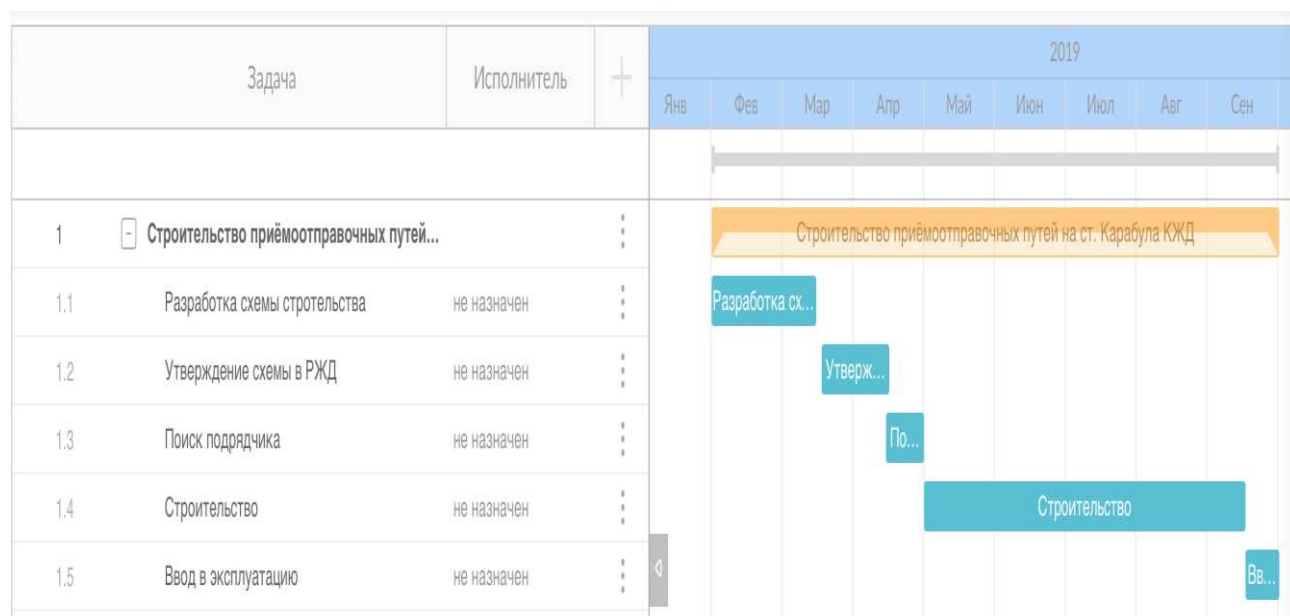 2019
Задача
Исполнитель
Янв Фев Мар Апр Май Июн Июл Авг Сен
1 Строительство приёмоотправочных путей...
Строительство приёмоотправочных путей на ст. Карабула КЖД
1.1 Разработка схемы стротельства не назначен
Разработка сх...
1.2 Утверждение схемы в РЖД не назначен
Утверж...
1.3 Поиск подрядчика не назначен
По...
1.4 Строительство не назначен
Строительство
1.5 Ввод в эксплуатацию не назначен
Вв...